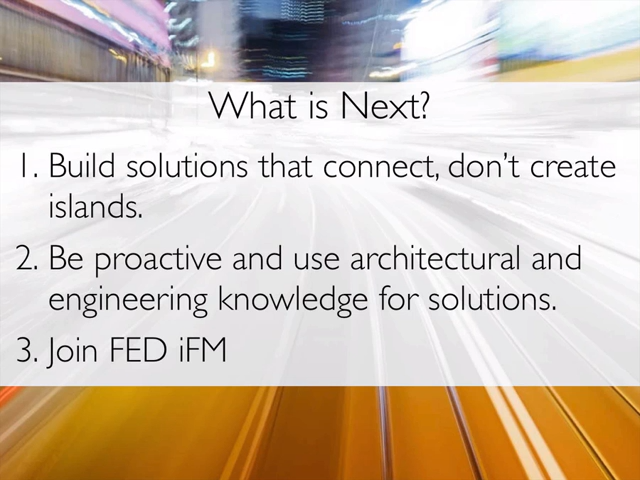 What is Next?
1. Build solutions that connect, don't create
islands.
2. Be proactive and use architectural and
engineering knowledge for solutions.
3. Join FED iFM